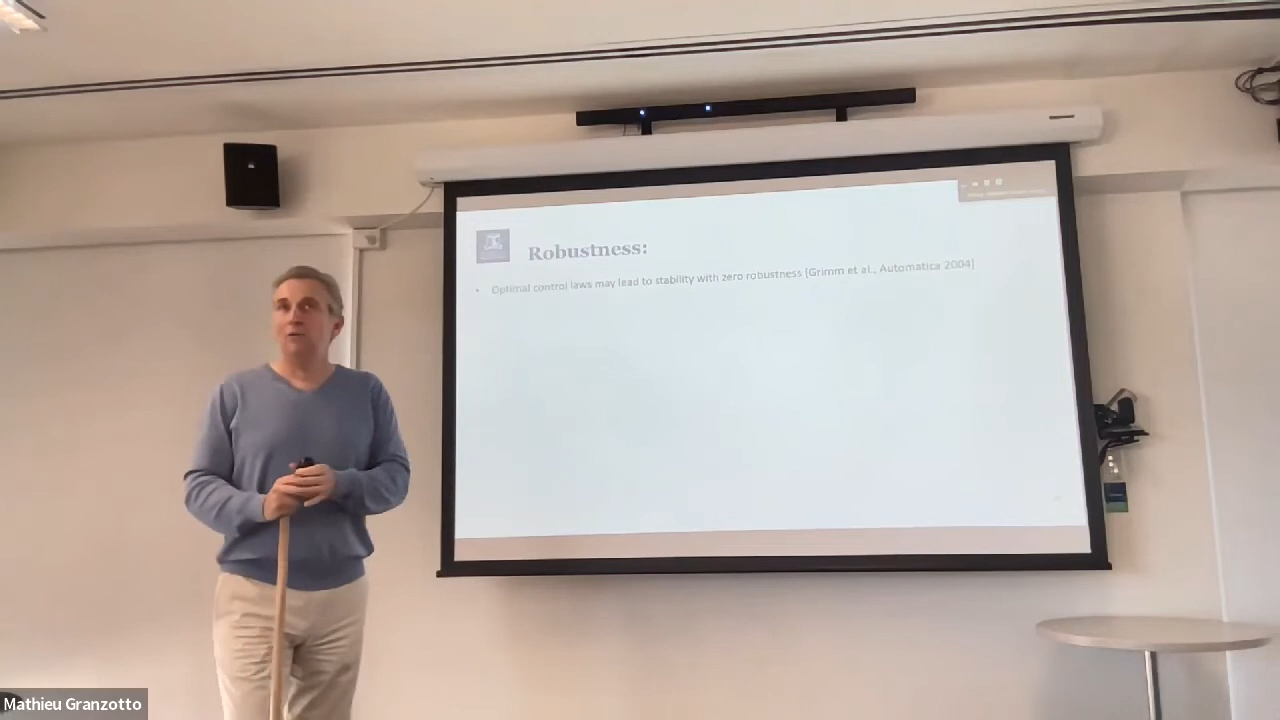 Robustness:
• Optimal control laws may lead to stability with zero robustness [Grimm et al., Automatica 2004]
Mathieu Granzotto